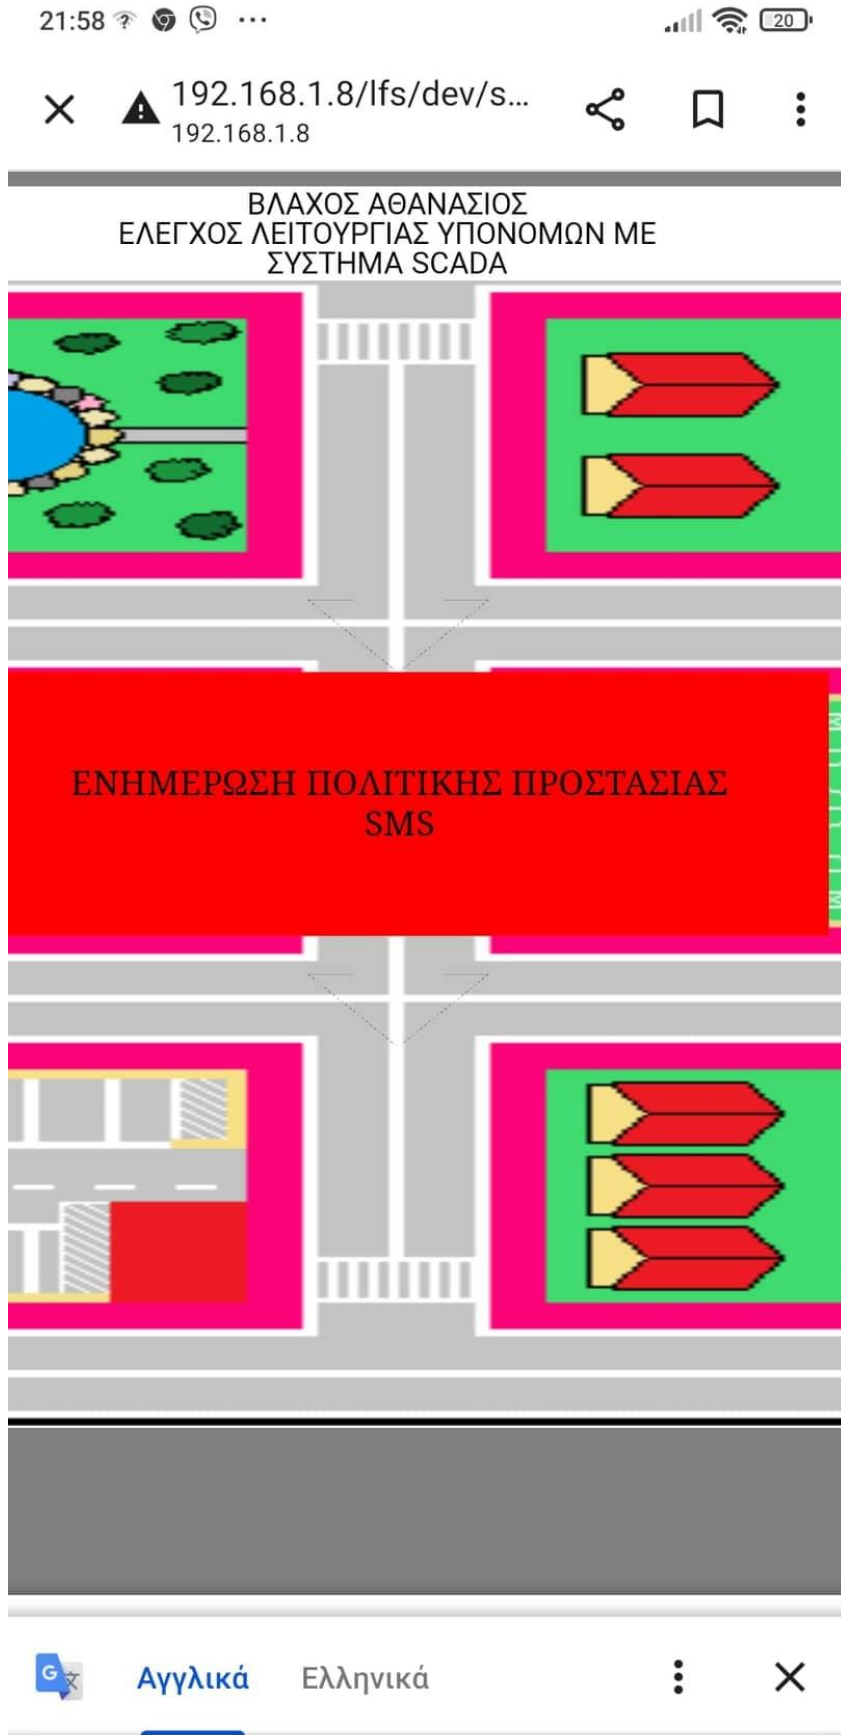 21:58
20
192.168.1.8/lfs/dev/s...
192.168.1.8
ΒΛΑΧΟΣ ΑΘΑΝΑΣΙΟΣ
ΕΛΕΓΧΟΣ ΛΕΙΤΟΥΡΓΙΑΣ ΥΠΟΝΟΜΩΝ ΜΕ
ΣΥΣΤΗΜΑ SCADA
ΕΝΗΜΕΡΩΣΗ ΠΟΛΙΤΙΚΗΣ ΠΡΟΣΤΑΣΙΑΣ
SMS
Αγγλικά Ελληνικά